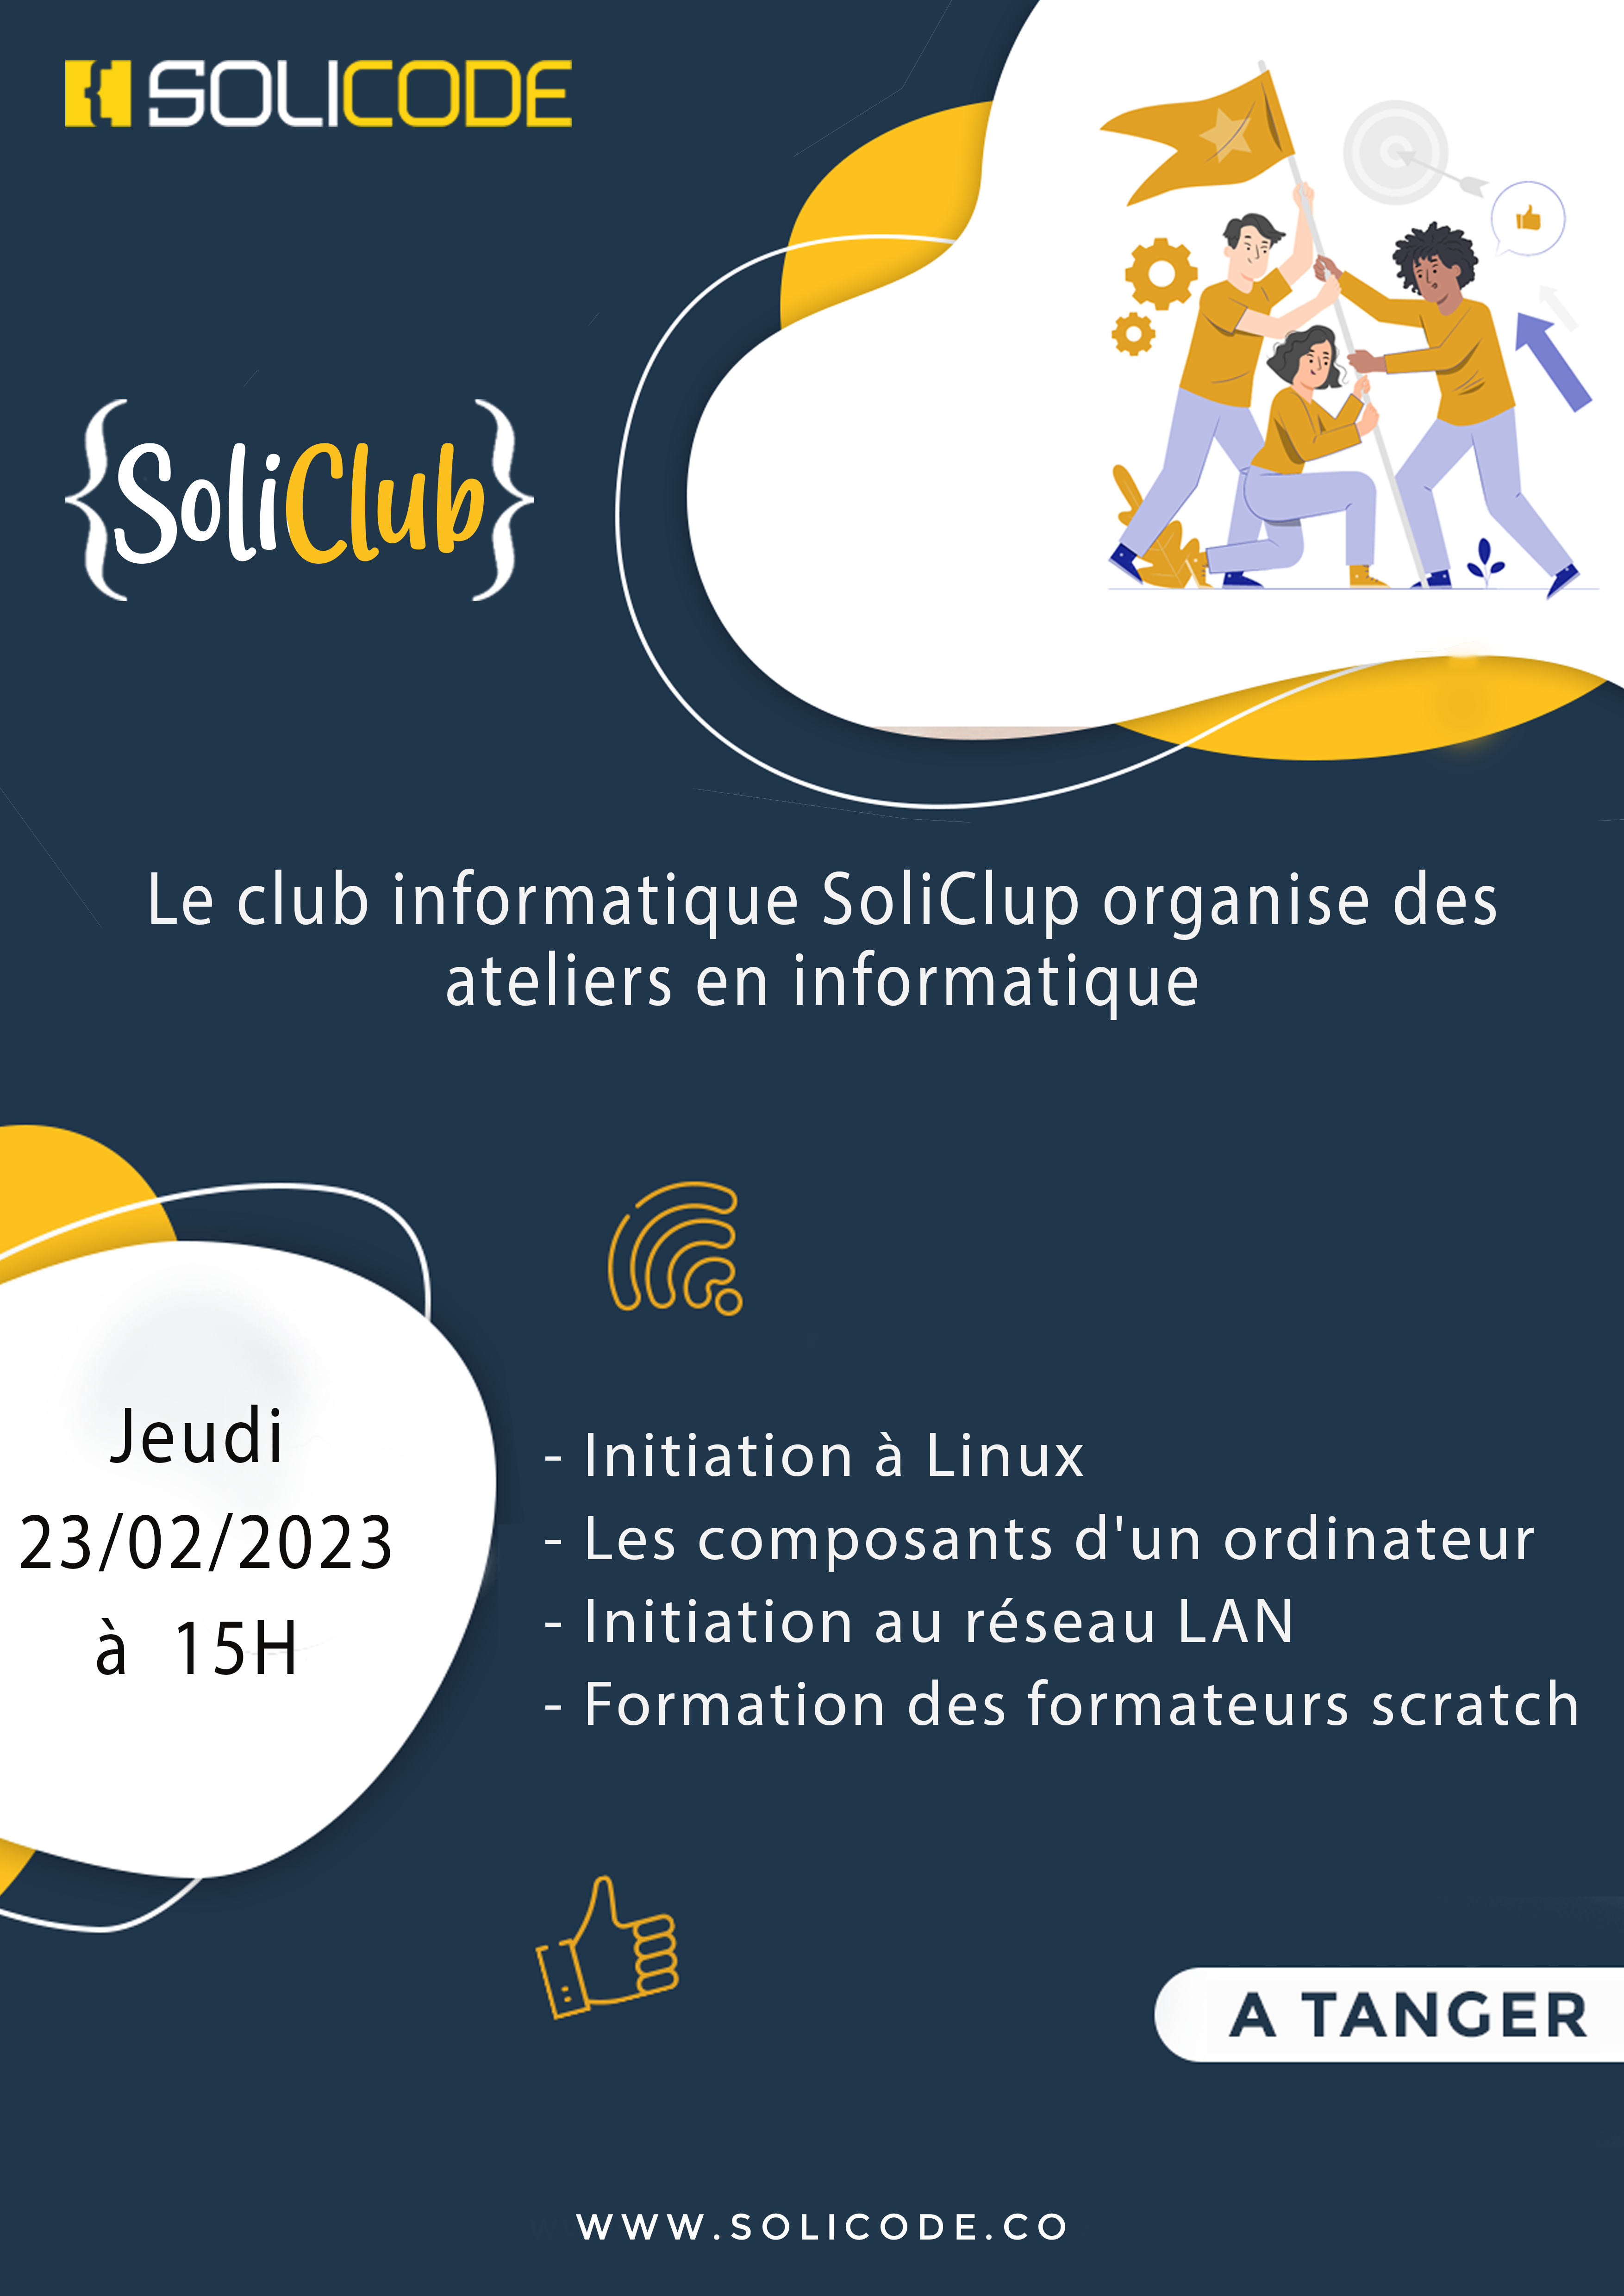 SOLICODE
{SoliClub}
Le club informatique SoliClup organise des
ateliers en informatique
Jeudi
23/02/2023
à 15H
- Initiation à Linux
- Les composants d'un ordinateur
- Initiation au réseau LAN
- Formation des formateurs scratch
A TANGER
WWW.SOLICODE.CO